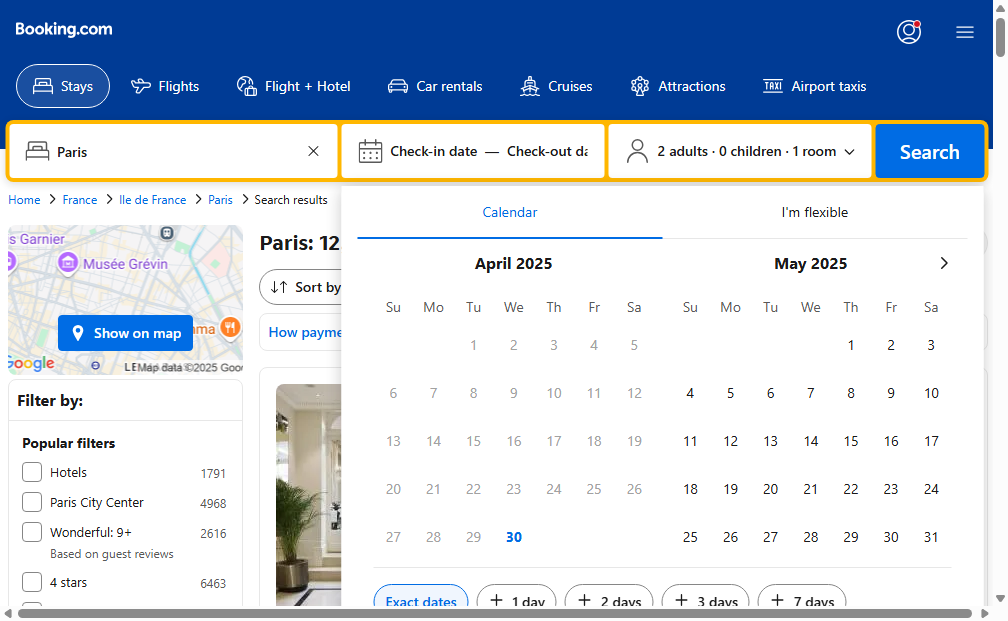 Booking.com
Stays
Flights
Flight + Hotel
Car rentals
Cruises
Attractions
TAXI Airport taxis
Paris
Check-in date — Check-out da
2 adults · 0 children · 1 room
Search
Home > France > Ile de France > Paris > Search results
Calendar
I'm flexible
s Garnier
Musée Grévin
Show on map
ma
Google
LE
Map data ©2025 Goo
Paris: 12
Sort by
How payme
April 2025
Su Mo Tu We Th Fr Sa
1 2 3 4 5
6 7 8 9 10 11 12
13 14 15 16 17 18 19
20 21 22 23 24 25 26
27 28 29 30
May 2025
Su Mo Tu We Th Fr Sa
1 2 3
4 5 6 7 8 9 10
11 12 13 14 15 16 17
18 19 20 21 22 23 24
25 26 27 28 29 30 31
Exact dates
+ 1 day
+ 2 days
+ 3 days
+ 7 days
Filter by:
Popular filters
Hotels 1791
Paris City Center 4968
Wonderful: 9+ 2616
Based on guest reviews
4 stars 6463